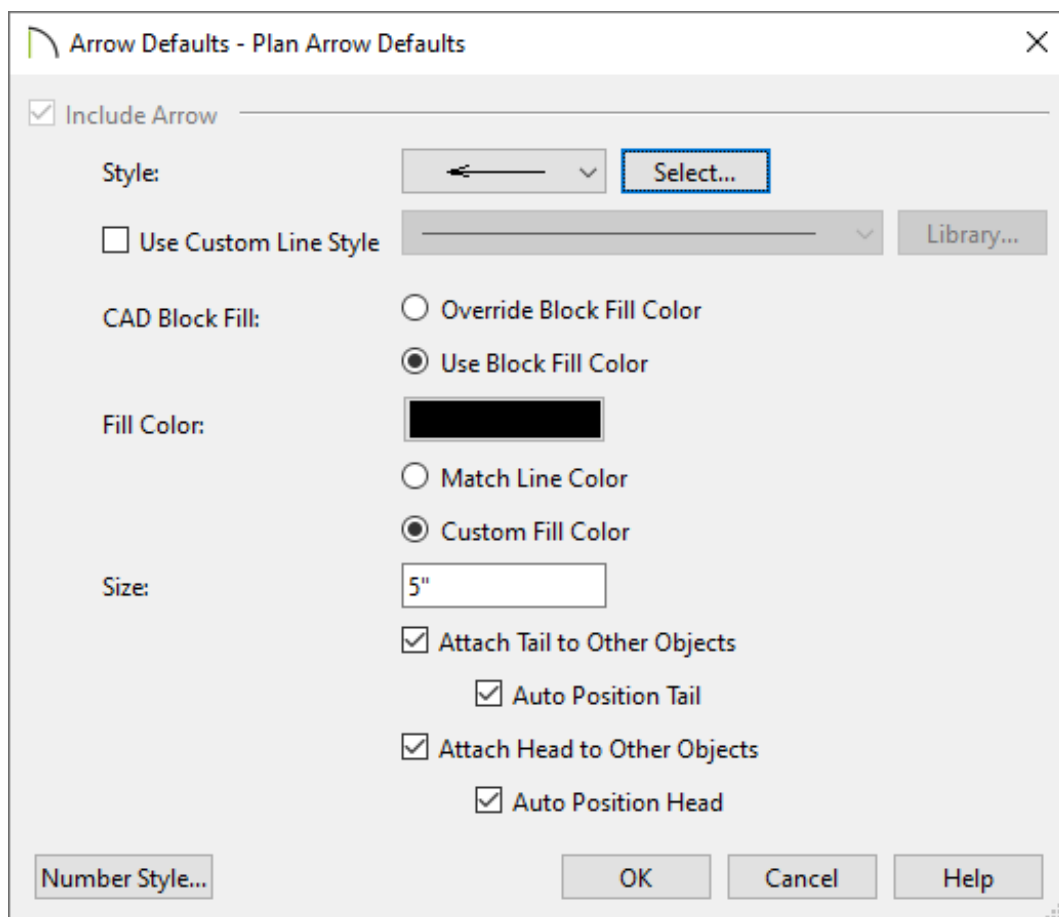 Arrow Defaults - Plan Arrow Defaults
Include Arrow
Style:
Select...
Use Custom Line Style
Library...
CAD Block Fill:
Override Block Fill Color
Use Block Fill Color
Fill Color:
Match Line Color
Custom Fill Color
Size:
5"
Attach Tail to Other Objects
Auto Position Tail
Attach Head to Other Objects
Auto Position Head
Number Style...
OK
Cancel
Help